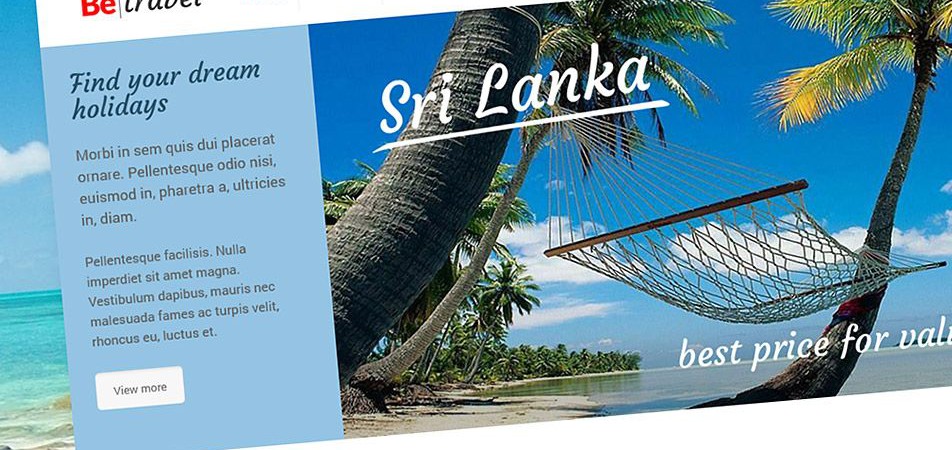 Be travel
Find your dream
holidays
Morbi in sem quis dui placerat
ornare. Pellentesque odio nisi,
euismod in, pharetra a, ultricies
in, diam.
Pellentesque facilisis. Nulla
imperdiet sit amet magna.
Vestibulum dapibus, mauris nec
malesuada fames ac turpis velit,
rhoncus eu, luctus et.
View more
Sri Lanka
best price for